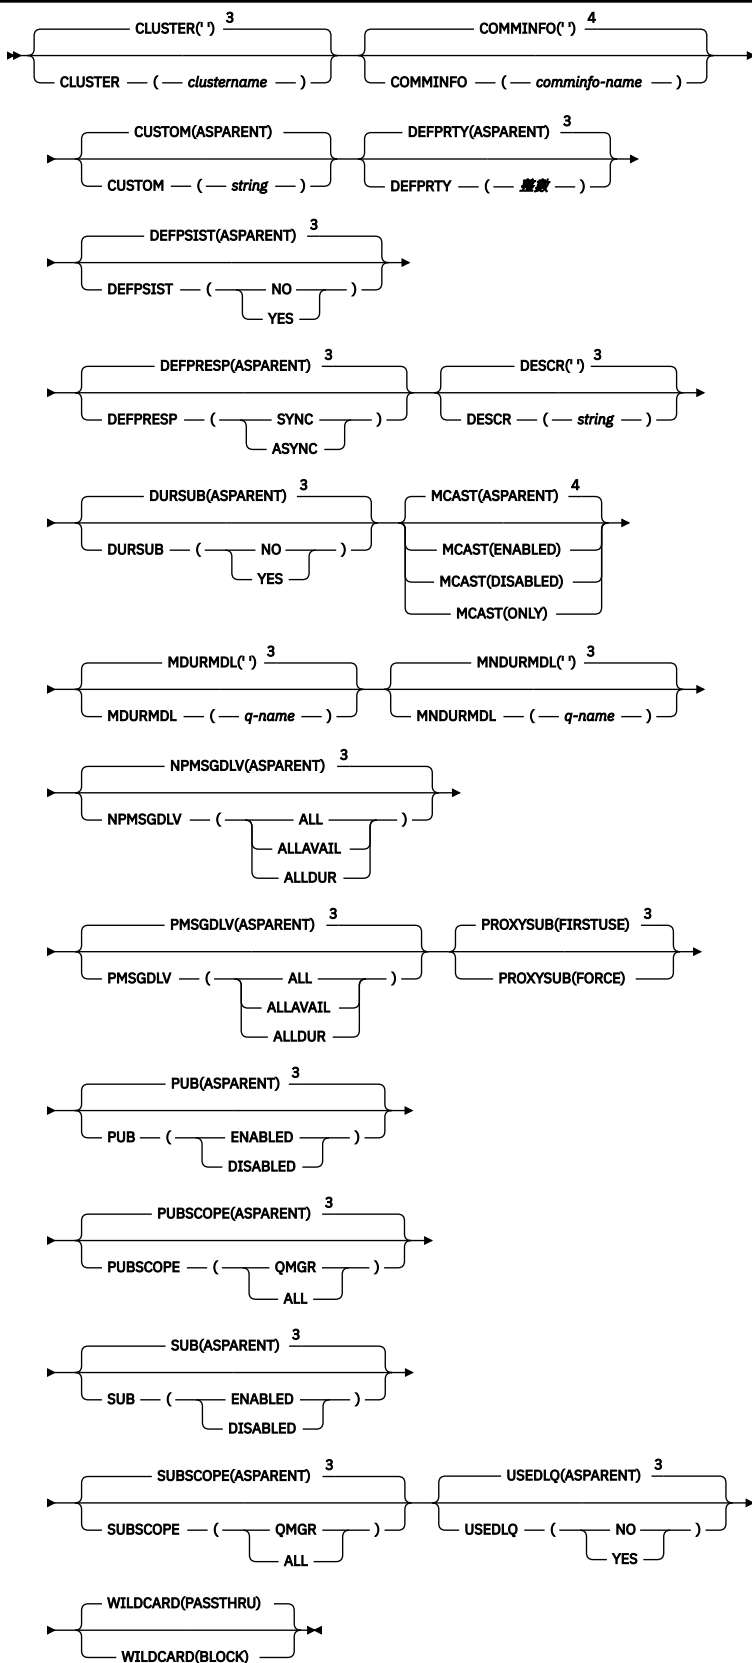 CLUSTER(' ') 3 COMMINFO(' ') 4
CLUSTER ( clustername ) COMMINFO ( comminfo-name )
CUSTOM(ASPARENT) DEFPRTY(ASPARENT) 3
CUSTOM ( string ) DEFPRTY ( 整數 )
DEFPSIST(ASPARENT) 3
DEFPSIST ( NO )
YES
DEFPRESP(ASPARENT) 3 DESCR(' ') 3
DEFPRESP ( SYNC ) DESCR ( string )
ASYNC
DURSUB(ASPARENT) 3 MCAST(ASPARENT) 4
DURSUB ( NO ) MCAST(ENABLED)
YES MCAST(DISABLED)
MCAST(ONLY)
MDURMDL(' ') 3 MNDURMDL(' ') 3
MDURMDL ( q-name ) MNDURMDL ( q-name )
NPMSGDLV(ASPARENT) 3
NPMSGDLV ( ALL )
ALLAVAIL
ALLDUR
PMSGDLV(ASPARENT) 3 PROXYSUB(FIRSTUSE) 3
PMSGDLV ( ALL ) PROXYSUB(FORCE)
ALLAVAIL
ALLDUR
PUB(ASPARENT) 3
PUB ( ENABLED )
DISABLED
PUBSCOPE(ASPARENT) 3
PUBSCOPE ( QMGR )
ALL
SUB(ASPARENT) 3
SUB ( ENABLED )
DISABLED
SUBSCOPE(ASPARENT) 3 USEDLQ(ASPARENT) 3
SUBSCOPE ( QMGR ) USEDLQ ( NO )
ALL YES
WILDCARD(PASSTHRU)
WILDCARD(BLOCK)